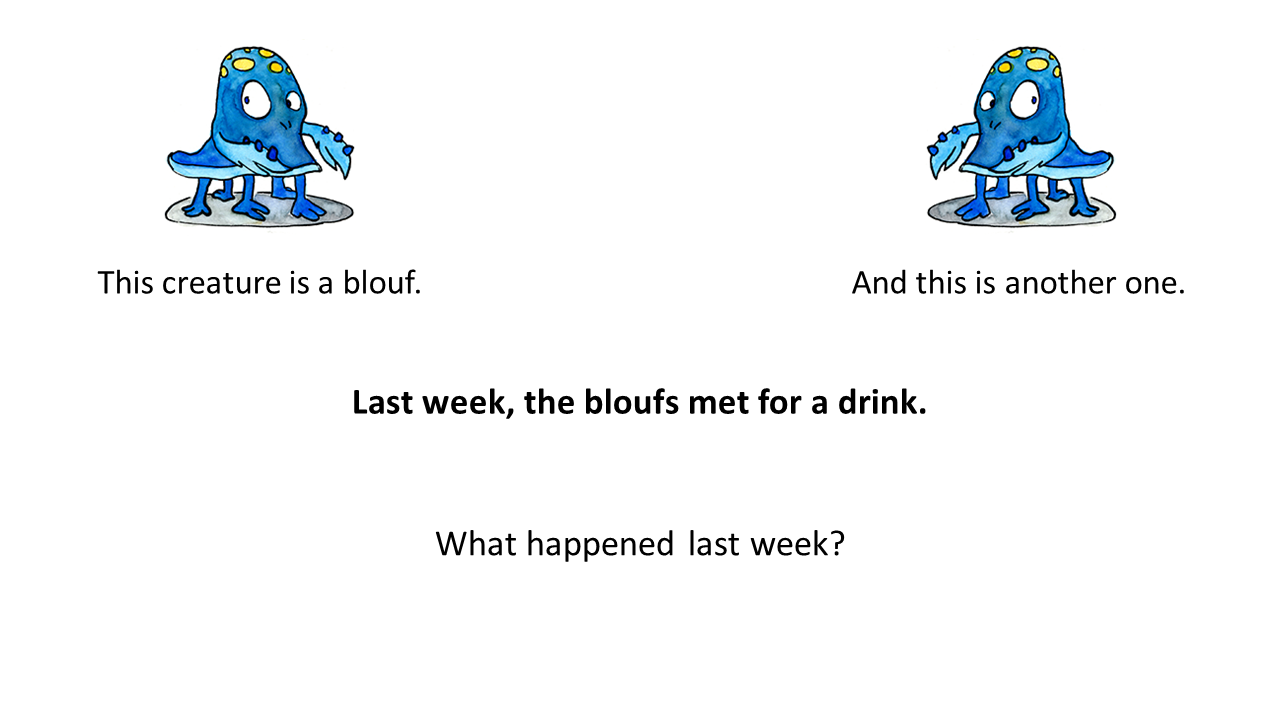 This creature is a blouf.
And this is another one.
Last week, the bloufs met for a drink.
What happened last week?